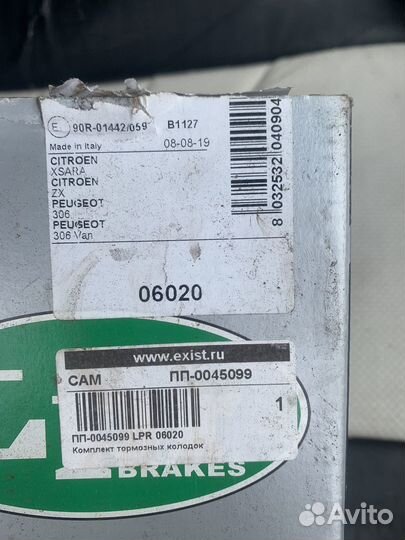 E 90R-01442/059 B1127
Made in Italy 08-08-19
CITROEN
XSARA
CITROEN
ZX
PEUGEOT
306
PEUGEOT
306 Van
8 032532 040904
06020
www.exist.ru
САМ ПП-0045099
1
ПП-0045099 LPR 06020
Комплект тормозных колодок
BRAKES
Avito